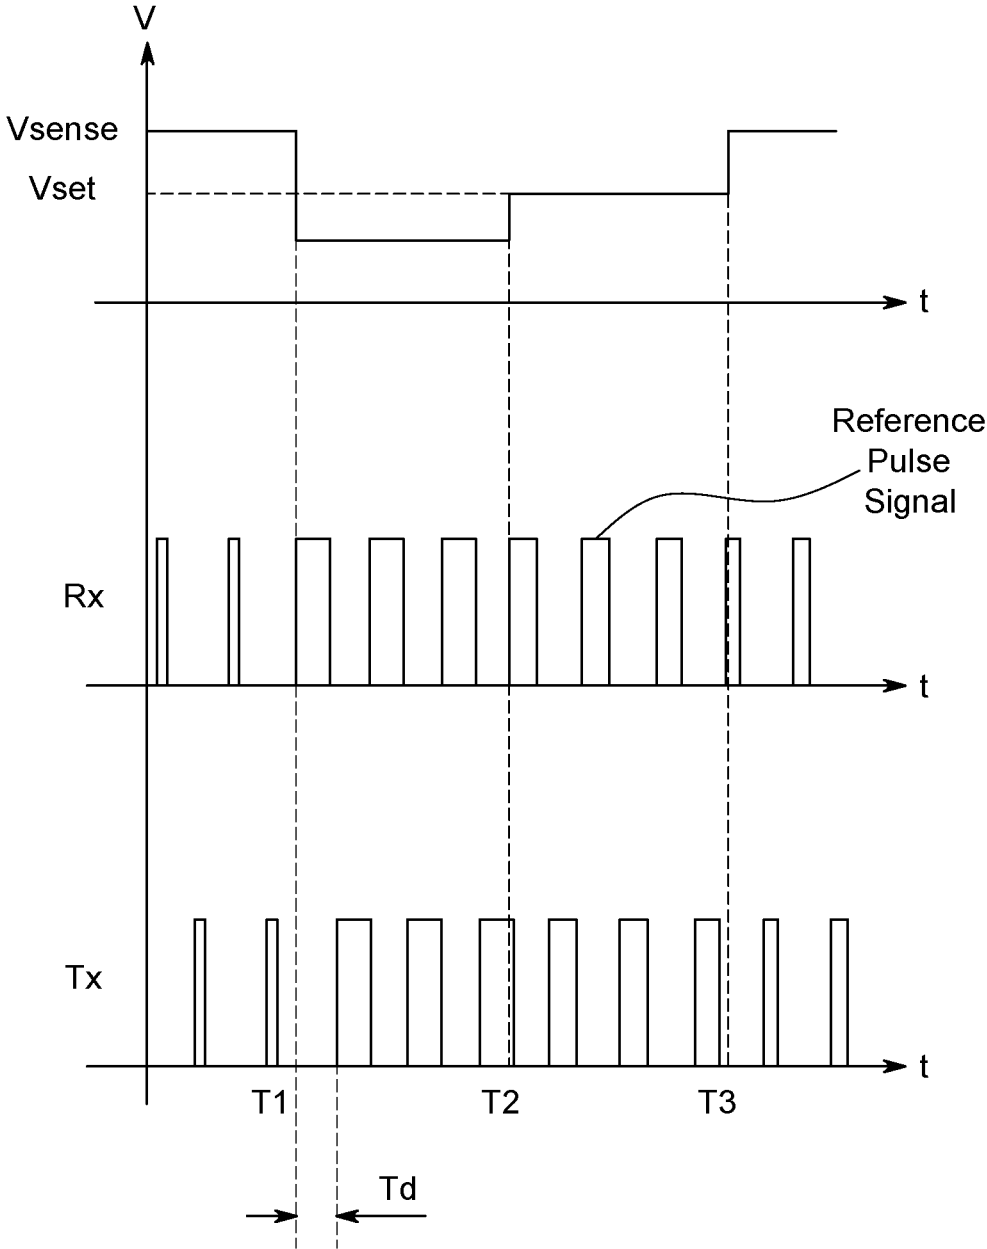 V
Vsense
Vset
t
Reference
Pulse
Signal
Rx
t
Tx
t
T1
T2
T3
Td